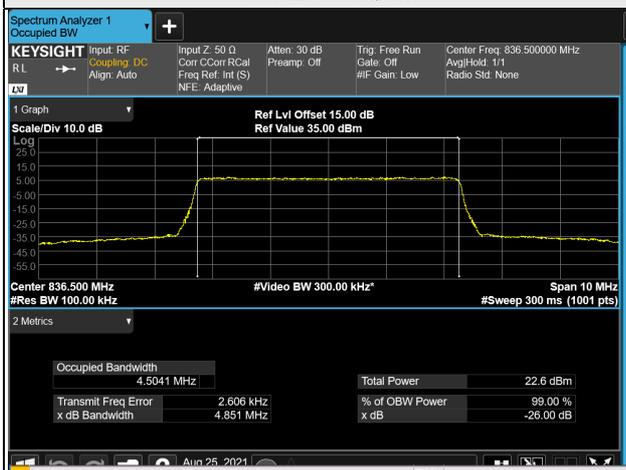 Spectrum Analyzer 1
Occupied BW
+
KEYSIGHT
R L
LXI
Input: RF
Coupling: DC
Align: Auto
Input Z: 50 Ω
Corr CCorr RCal
Freq Ref: Int (S)
NFE: Adaptive
Atten: 30 dB
Preamp: Off
Trig: Free Run
Gate: Off
#IF Gain: Low
Center Freq: 836.500000 MHz
Avg|Hold: 1/1
Radio Std: None
1 Graph
Scale/Div 10.0 dB
Ref Lvl Offset 15.00 dB
Ref Value 35.00 dBm
Log
25.0
15.0
5.00
-5.00
-15.0
-25.0
-35.0
-45.0
-55.0
Center 836.500 MHz
#Res BW 100.00 kHz
#Video BW 300.00 kHz*
Span 10 MHz
#Sweep 300 ms (1001 pts)
2 Metrics
Occupied Bandwidth
4.5041 MHz
Transmit Freq Error 2.606 kHz
x dB Bandwidth 4.851 MHz
Total Power 22.6 dBm
% of OBW Power 99.00 %
x dB -26.00 dB
Aug 25, 2021